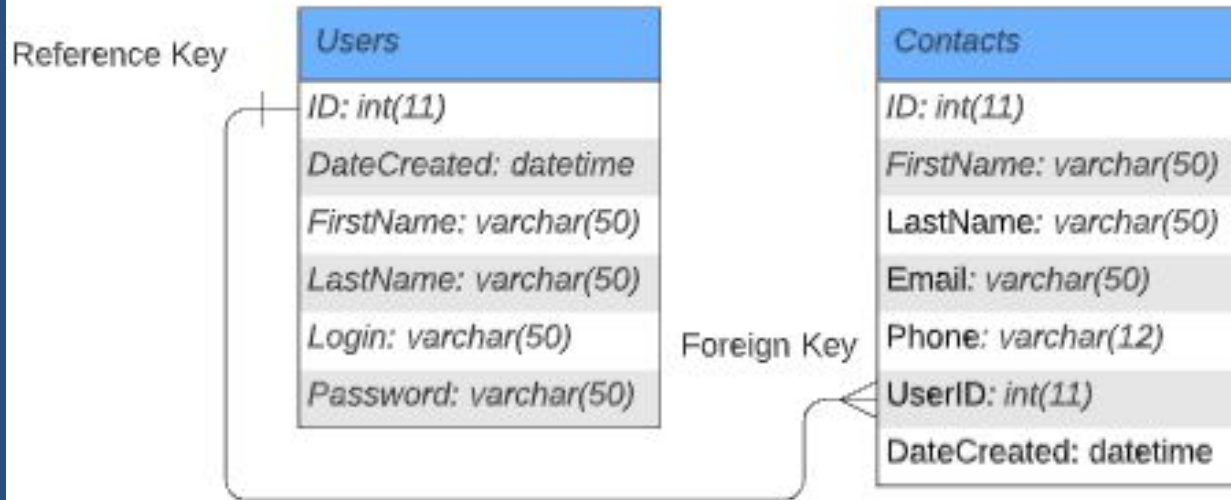 Reference Key
Users
ID: int(11)
DateCreated: datetime
FirstName: varchar(50)
LastName: varchar(50)
Login: varchar(50)
Password: varchar(50)
Foreign Key
Contacts
ID: int(11)
FirstName: varchar(50)
LastName: varchar(50)
Email: varchar(50)
Phone: varchar(12)
UserID: int(11)
DateCreated: datetime